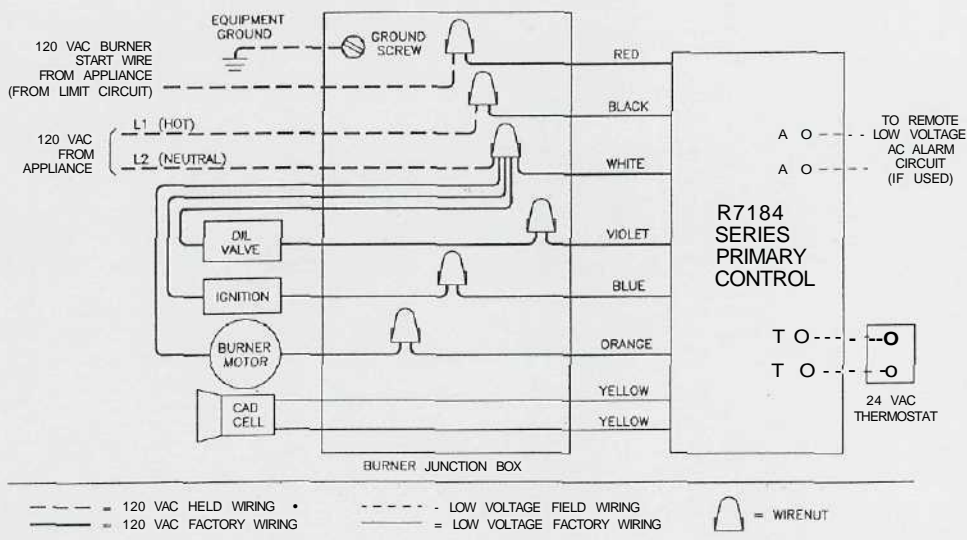 EQUIPMENT
GROUND
GROUND
SCREW
120 VAC BURNER
START WIRE
FROM APPLIANCE
(FROM LIMIT CIRCUIT)
RED
BLACK
L1 (HOT)
120 VAC
FROM
APPLIANCE
L2 (NEUTRAL)
WHITE
A O
A O
TO REMOTE
LOW VOLTAGE
AC ALARM
CIRCUIT
(IF USED)
R7184
SERIES
PRIMARY
CONTROL
OIL
VALVE
VIOLET
IGNITION
BLUE
BURNER
MOTOR
ORANGE
T O
O
T O
O
24 VAC
THERMOSTAT
CAD
CELL
YELLOW
YELLOW
BURNER JUNCTION BOX
= 120 VAC HELD WIRING •
= 120 VAC FACTORY WIRING
- LOW VOLTAGE FIELD WIRING
= LOW VOLTAGE FACTORY WIRING
= WIRENUT